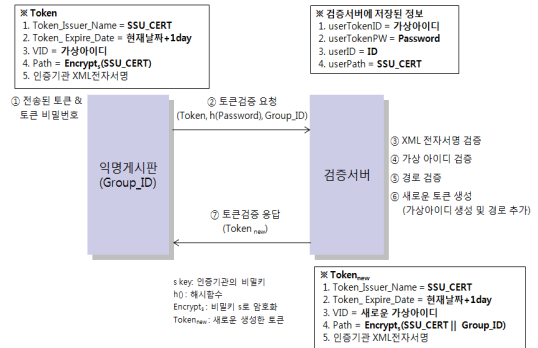 ※ Token
1. Token_Issuer_Name = SSU_CERT
2. Token_Expire_Date = 현재날짜+1day
3. VID = 가상아이디
4. Path = Encrypt,(SSU_CERT)
5. 인증기관 XML전자서명
※ 검증서버에 저장된 정보
1. userTokenID = 가상아이디
2. userTokenPW = Password
3. userID = ID
4. userPath = SSU_CERT
① 전송된 토큰 &
토큰 비밀번호
② 토큰검증 요청
(Token, h(Password), Group_ID)
익명게시판
(Group_ID)
검증서버
③ XML 전자서명 검증
④ 가상 아이디 검증
⑤ 경로 검증
⑥ 새로운 토큰 생성
(가상아이디 생성 및 경로 추가)
⑦ 토큰검증 응답
(Token new)
s key: 인증기관의 비밀키
h() : 해시함수
Encrypts : 비밀키 s로 암호화
Tokennew : 새로운 생성한 토큰
※ Tokennew
1. Token_Issuer_Name = SSU_CERT
2. Token_ Expire_Date = 현재날짜+1day
3. VID = 새로운 가상아이디
4. Path = Encrypt,(SSU_CERT || Group_ID)
5. 인증기관 XML전자서명